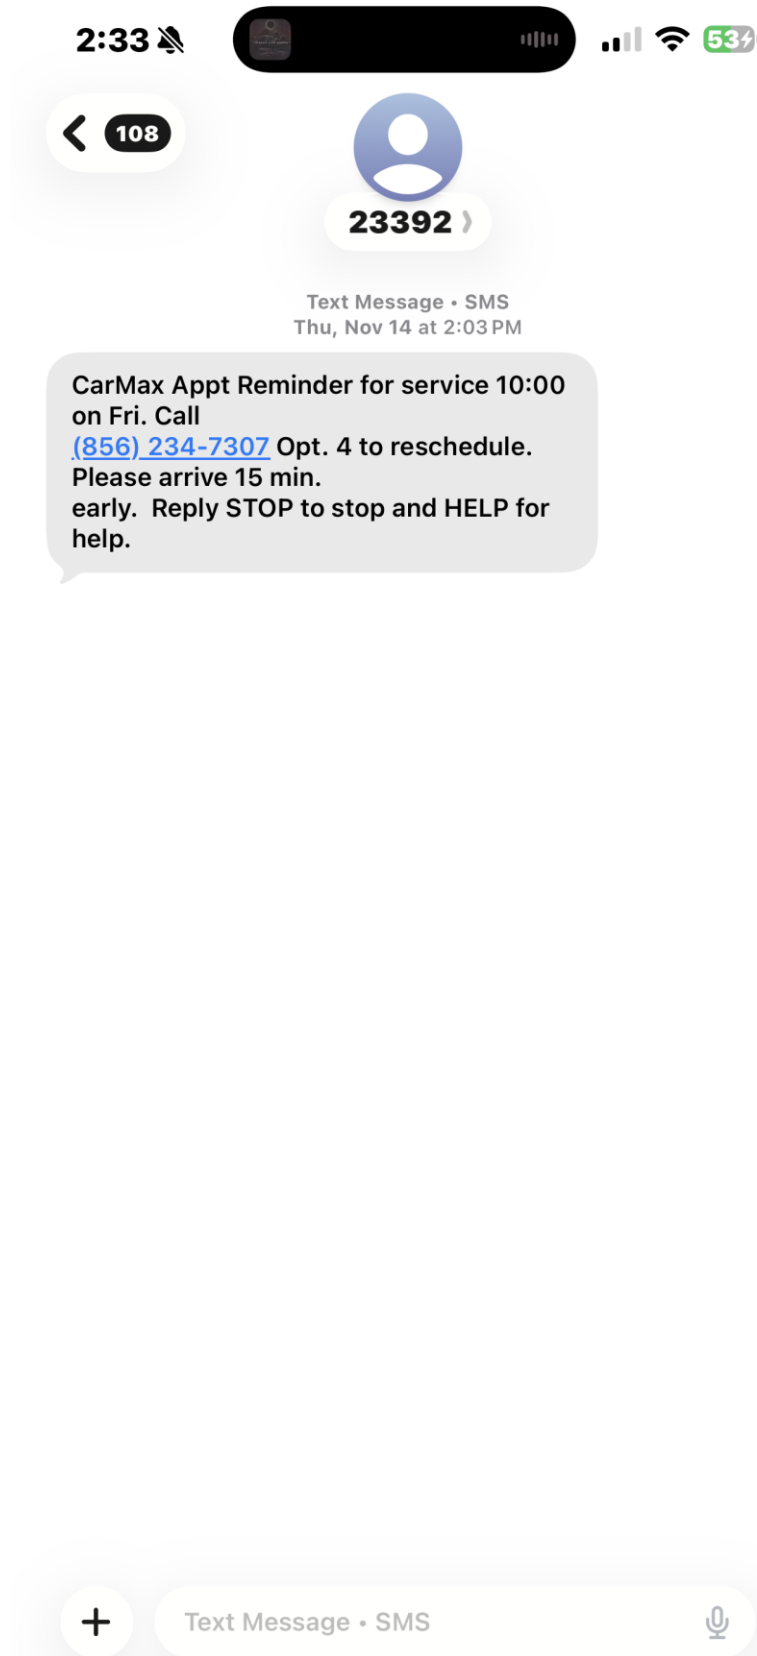 2:33
53
108
23392
Text Message • SMS
Thu, Nov 14 at 2:03 PM
CarMax Appt Reminder for service 10:00
on Fri. Call
(856) 234-7307 Opt. 4 to reschedule.
Please arrive 15 min.
early.  Reply STOP to stop and HELP for
help.
Text Message • SMS